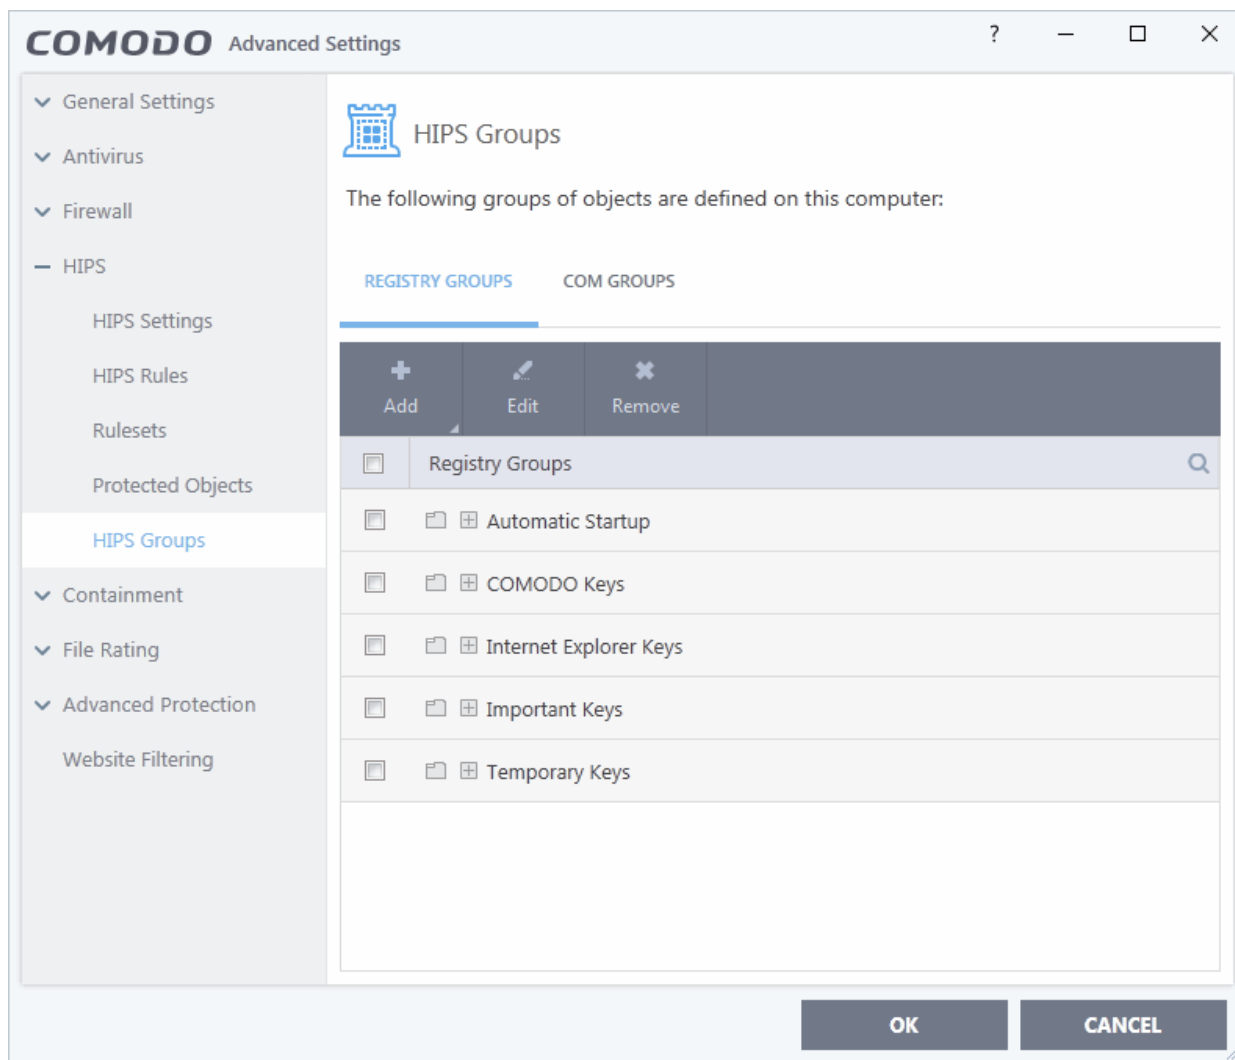 COMODO Advanced Settings ?
General Settings
Antivirus
Firewall
HIPS
HIPS Settings
HIPS Rules
Rulesets
Protected Objects
HIPS Groups
Containment
File Rating
Advanced Protection
Website Filtering
HIPS Groups
The following groups of objects are defined on this computer:
REGISTRY GROUPS COM GROUPS
Add Edit Remove
Registry Groups
Automatic Startup
COMODO Keys
Internet Explorer Keys
Important Keys
Temporary Keys
OK CANCEL